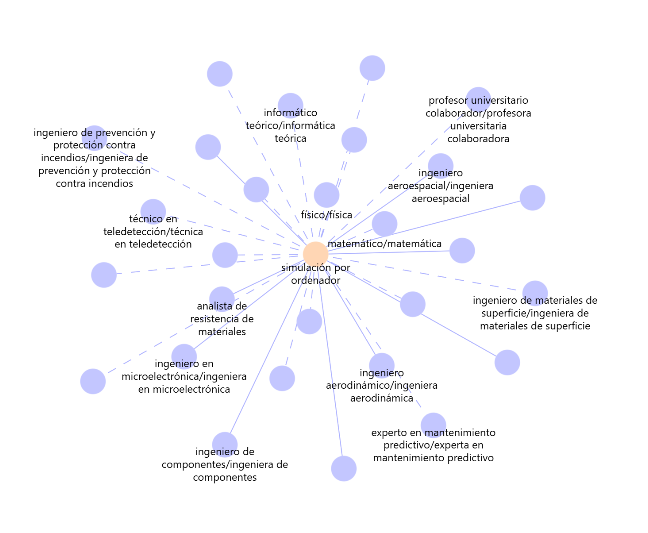 profesor universitario
colaborador/profesora
universitaria
colaboradora
informático
teórico/informática
teórica
ingeniero de prevención y
protección contra
incendios/ingeniera de
prevención y protección
contra incendios
ingeniero
aeroespacial/ingeniera
aeroespacial
físico/física
técnico en
teledetección/técnica
en teledetección
matemático/matemática
simulación por
ordenador
ingeniero de materiales de
superficie/ingeniera de
materiales de superficie
analista de
resistencia de
materiales
ingeniero en
microelectrónica/ingeniera
en microelectrónica
ingeniero
aerodinámico/ingeniera
aerodinámica
experto en mantenimiento
predictivo/experta en
mantenimiento predictivo
ingeniero de
componentes/ingeniera de
componentes